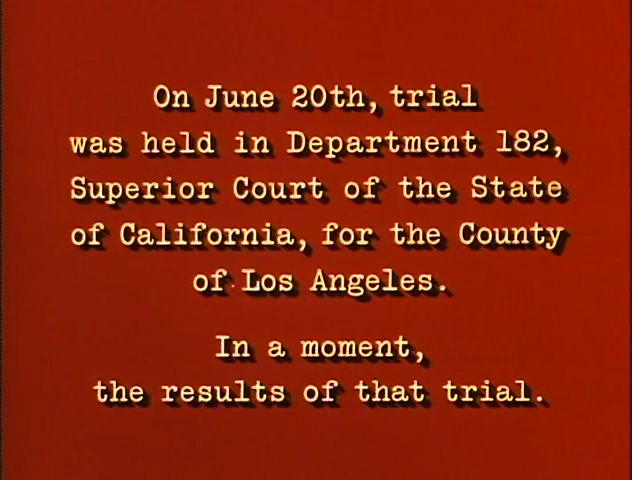 On June 20th, trial
was held in Department 182,
Superior Court of the State
of California, for the County
of Los Angeles.
In a moment,
the results of that trial.